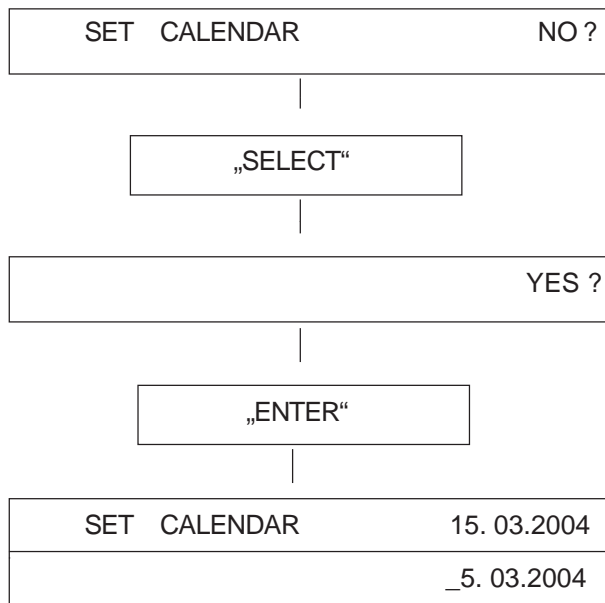 SET CALENDAR NO ?
„SELECT“
YES ?
„ENTER“
SET CALENDAR 15. 03.2004
_5. 03.2004